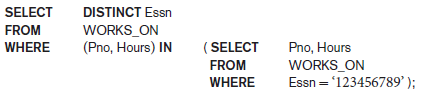 SELECT DISTINCT Essn
FROM WORKS_ON
WHERE (Pno, Hours) IN ( SELECT Pno, Hours
FROM WORKS_ON
WHERE Essn = ‘123456789’ );